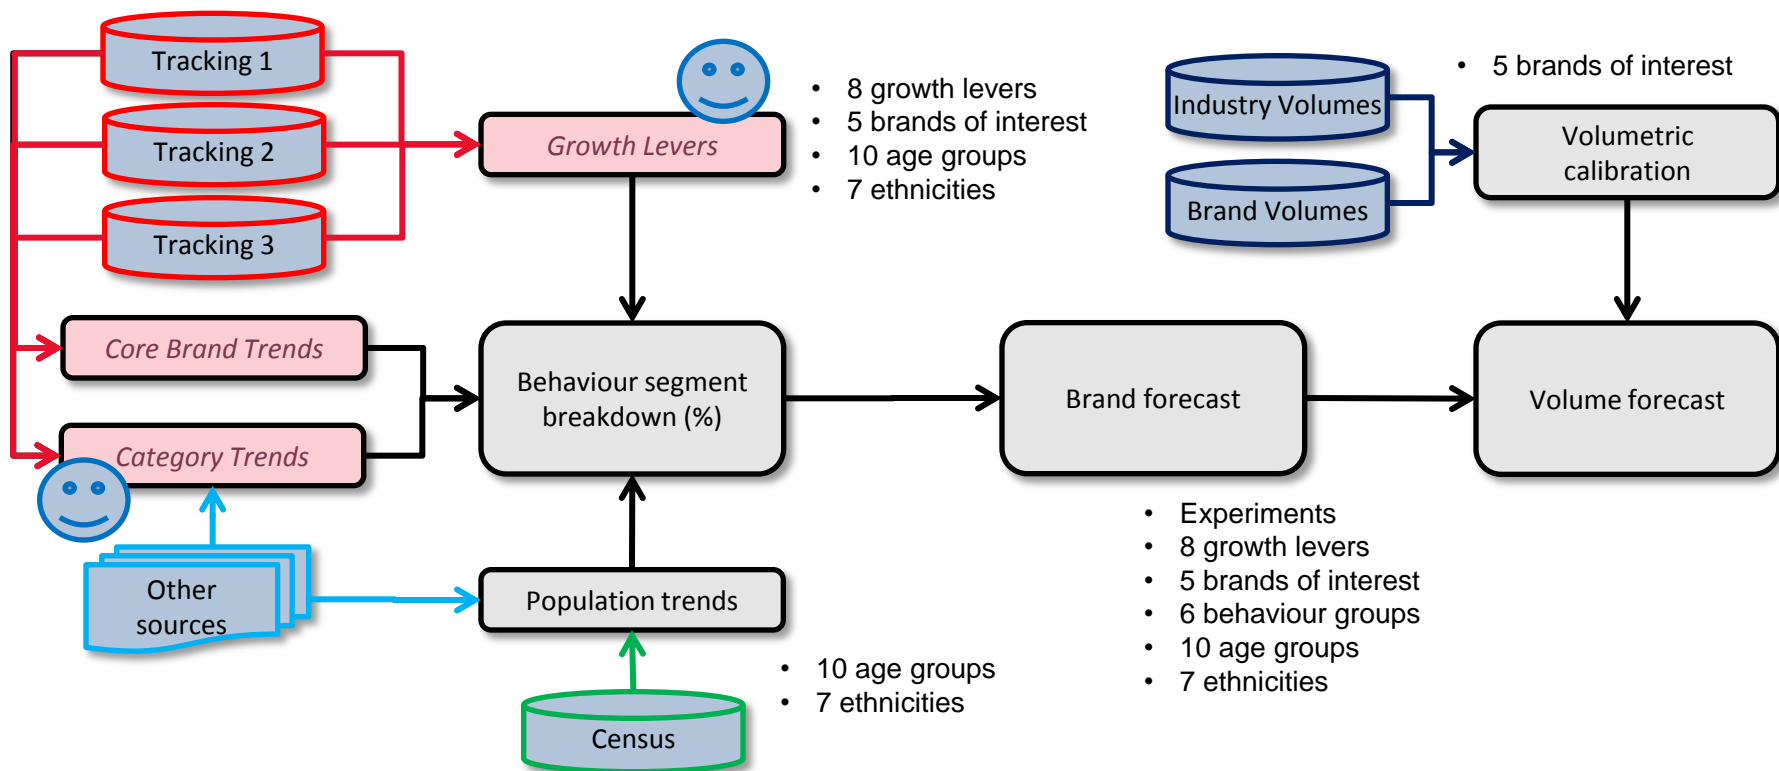 Tracking 1
Tracking 2
Tracking 3
Growth Levers
• 8 growth levers
• 5 brands of interest
• 10 age groups
• 7 ethnicities
Industry Volumes
Brand Volumes
• 5 brands of interest
Volumetric
calibration
Core Brand Trends
Category Trends
Behaviour segment
breakdown (%)
Brand forecast
Volume forecast
Other
sources
Population trends
• 10 age groups
• 7 ethnicities
Census
• Experiments
• 8 growth levers
• 5 brands of interest
• 6 behaviour groups
• 10 age groups
• 7 ethnicities